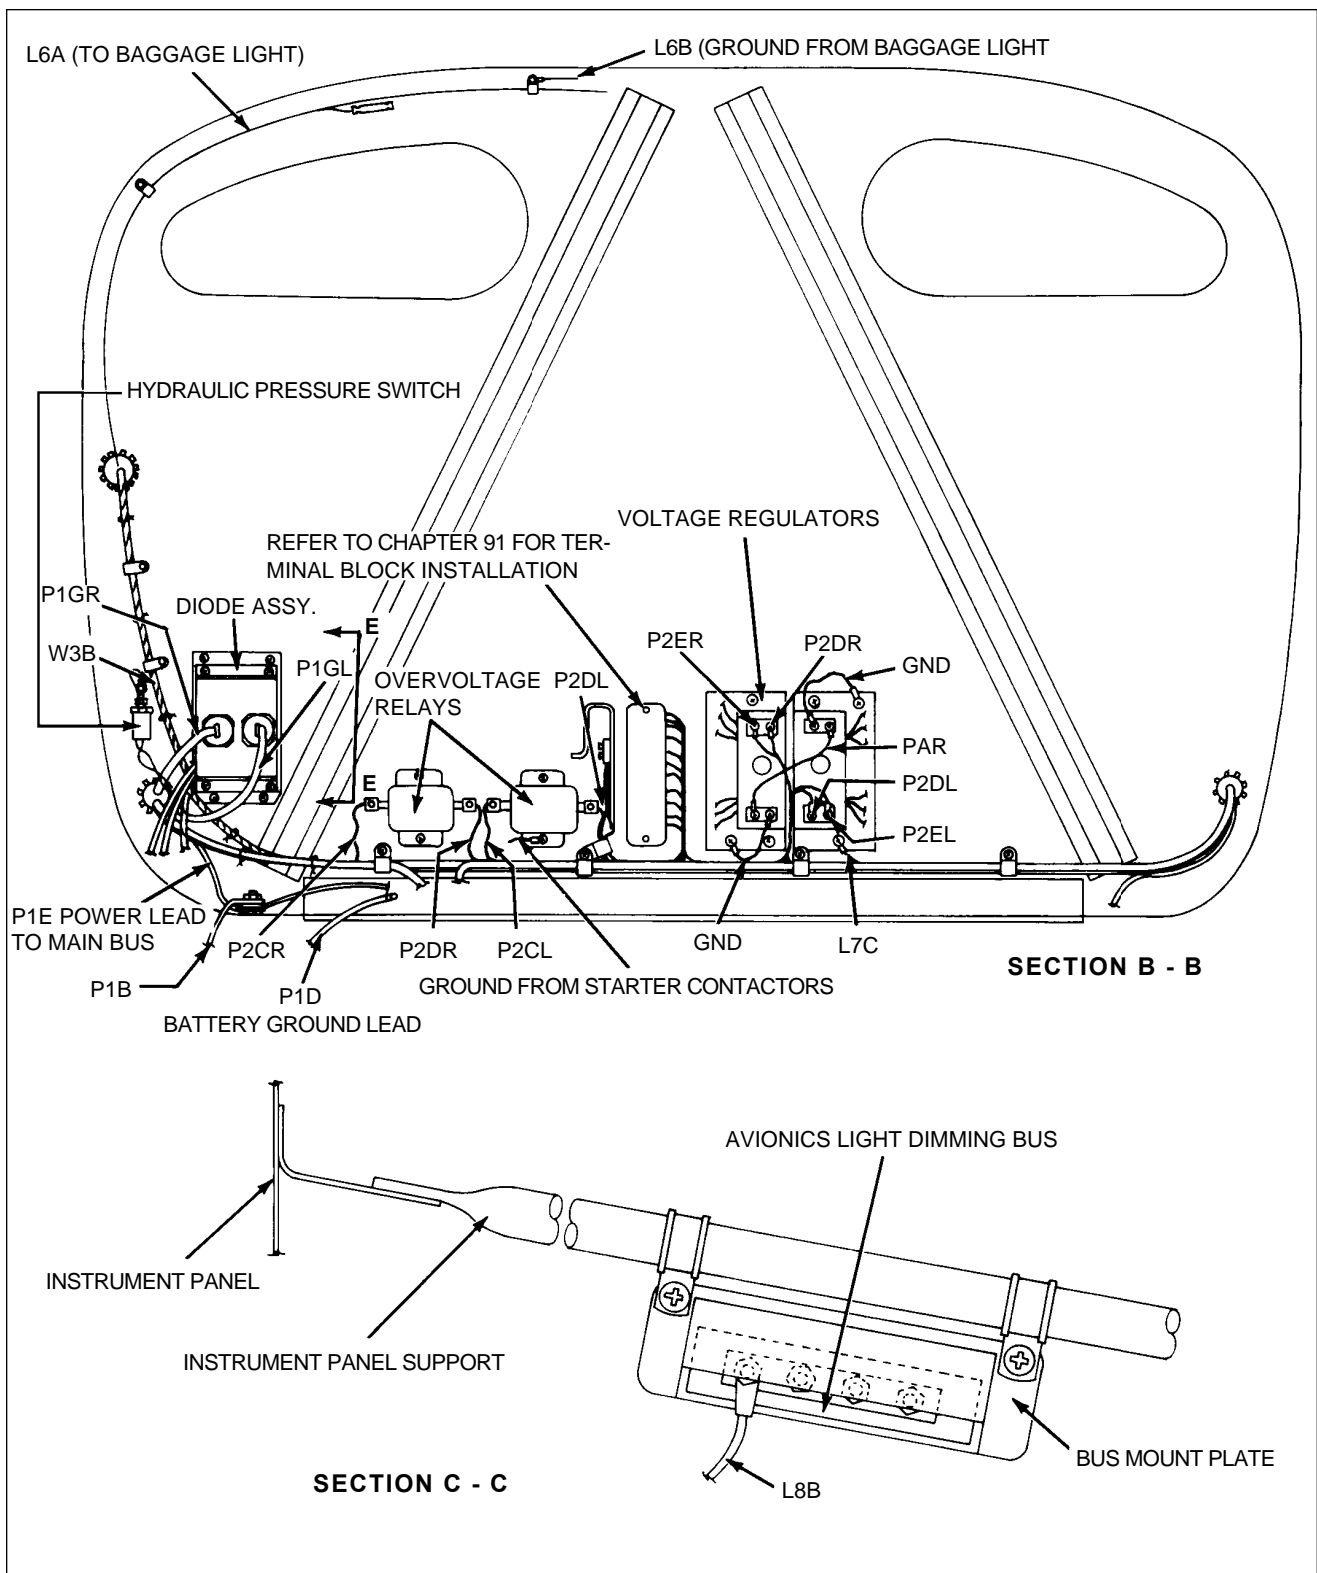 L6A (TO BAGGAGE LIGHT)
L6B (GROUND FROM BAGGAGE LIGHT
HYDRAULIC PRESSURE SWITCH
VOLTAGE REGULATORS
REFER TO CHAPTER 91 FOR TER-
MINAL BLOCK INSTALLATION
P1GR
DIODE ASSY.
E
P2ER
P2DR
GND
W3B
P1GL
OVERVOLTAGE
RELAYS
P2DL
PAR
E
P2DL
P2EL
P1E POWER LEAD
TO MAIN BUS
P2CR
P2DR
P2CL
GND
L7C
SECTION B - B
P1B
P1D
GROUND FROM STARTER CONTACTORS
BATTERY GROUND LEAD
AVIONICS LIGHT DIMMING BUS
INSTRUMENT PANEL
INSTRUMENT PANEL SUPPORT
BUS MOUNT PLATE
SECTION C - C
L8B